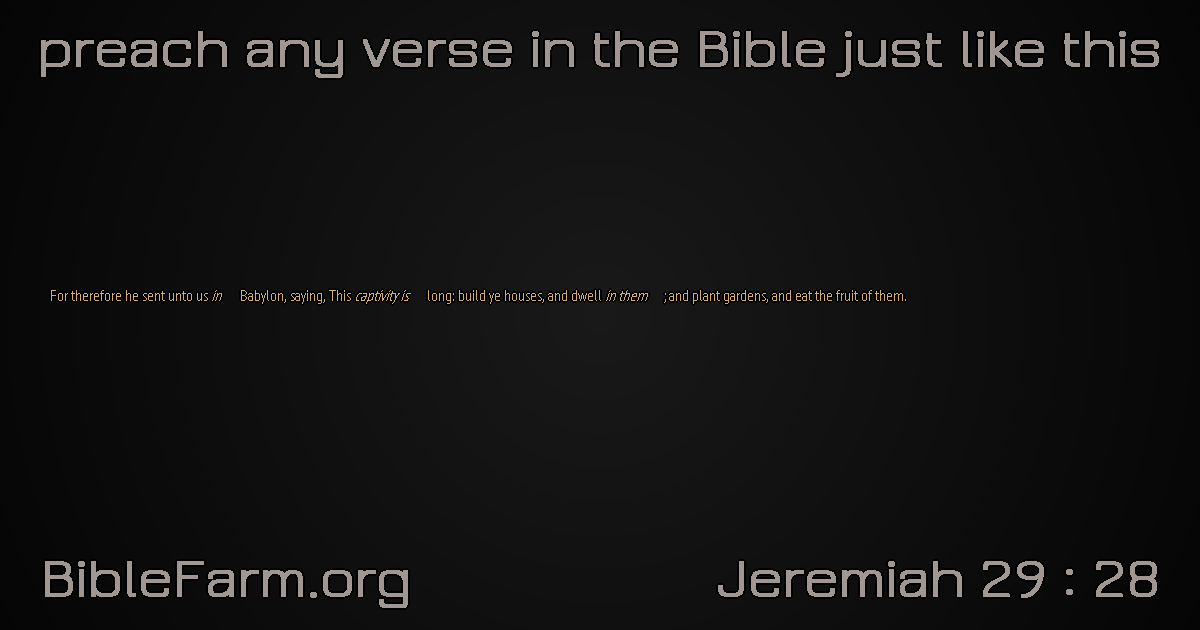 preach any verse in the Bible just like this
For therefore he sent unto us in Babylon, saying, This captivity is long: build ye houses, and dwell in them ; and plant gardens, and eat the fruit of them.
BibleFarm.org
Jeremiah 29 : 28